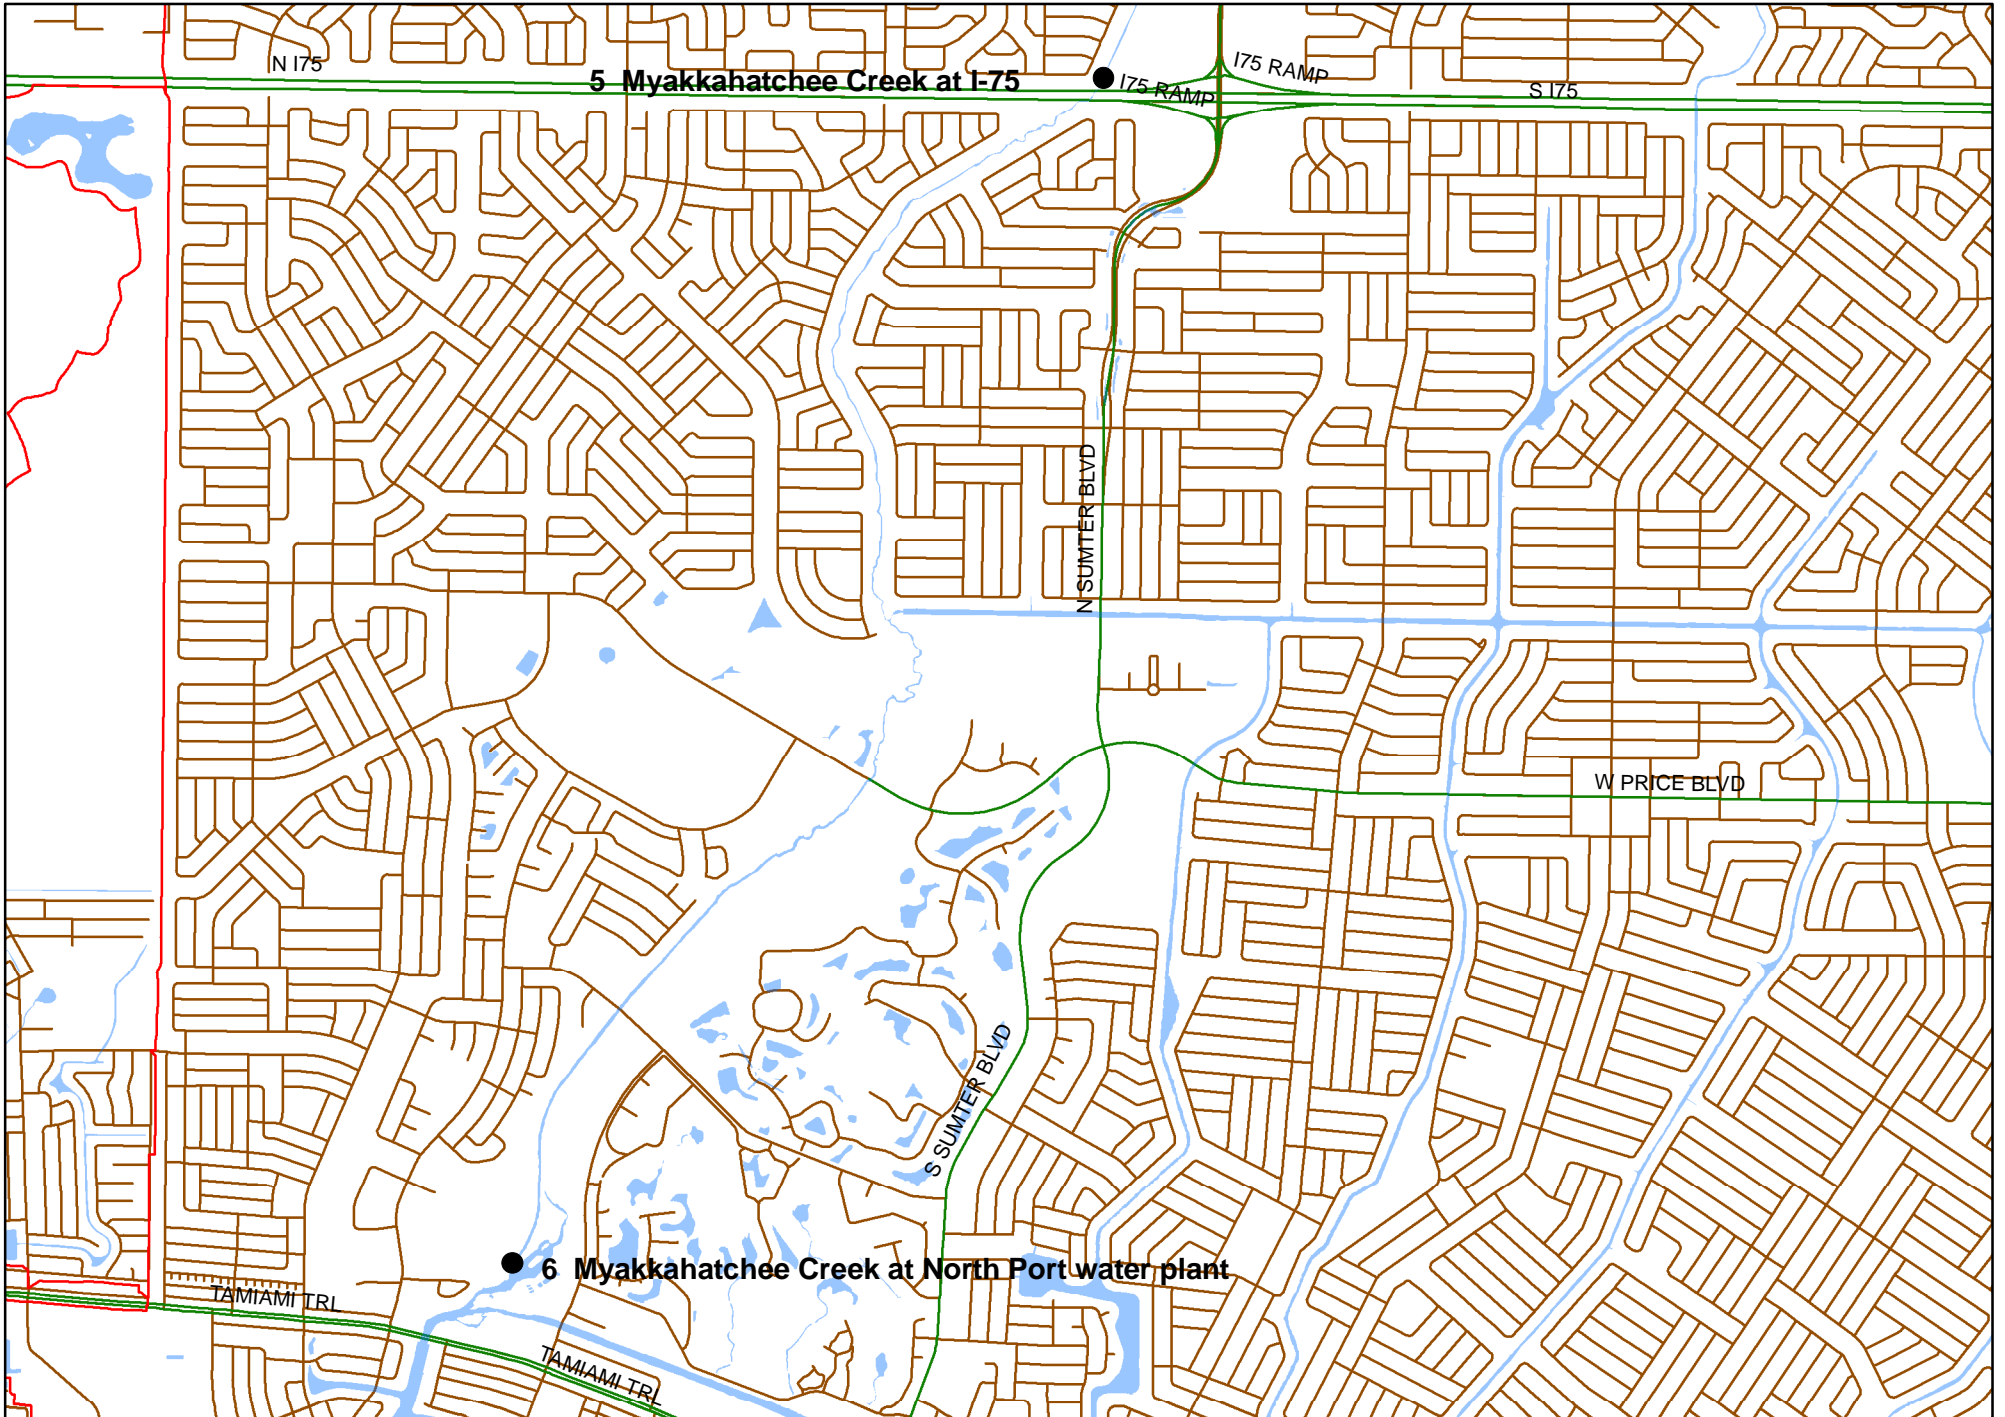 N I75
5 Myakkahatchee Creek at I-75
I75 RAMP
I75 RAMP
S I75
N SUMTER BLVD
W PRICE BLVD
S SUMTER BLVD
6 Myakkahatchee Creek at North Port water plant
TAMIAMI TRL
TAMIAMI TRL